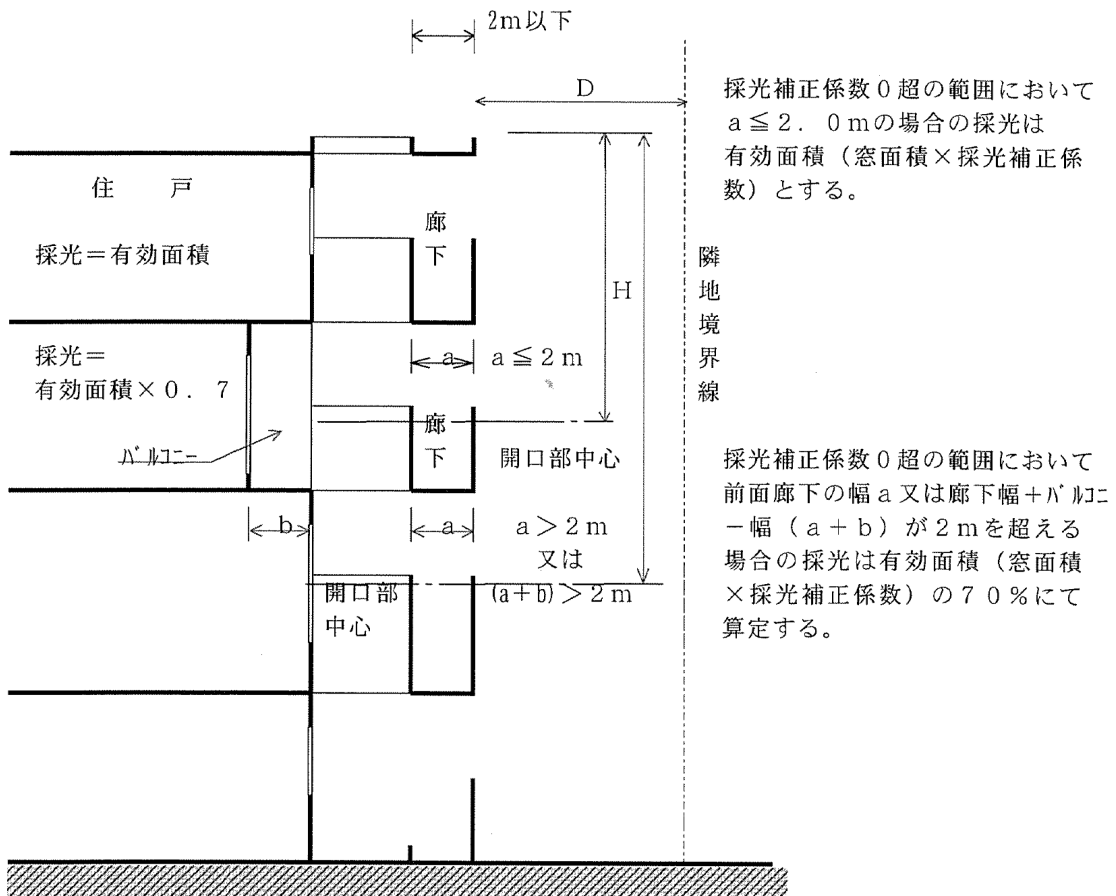 2m以下
D
採光補正係数0超の範囲において
a≦2.0mの場合の採光は
有効面積（窓面積×採光補正係
数）とする。
住　戸
採光＝有効面積
廊
下
H
隣
地
境
界
線
採光＝
有効面積×0.7
a
a≦2m
バルコニー
廊
下
開口部中心
採光補正係数0超の範囲において
前面廊下の幅a又は廊下幅＋バルコニ
ー幅（a＋b）が2mを超える
場合の採光は有効面積（窓面積
×採光補正係数）の70％にて
算定する。
b
a
a＞2m
又は
(a＋b)＞2m
開口部
中心